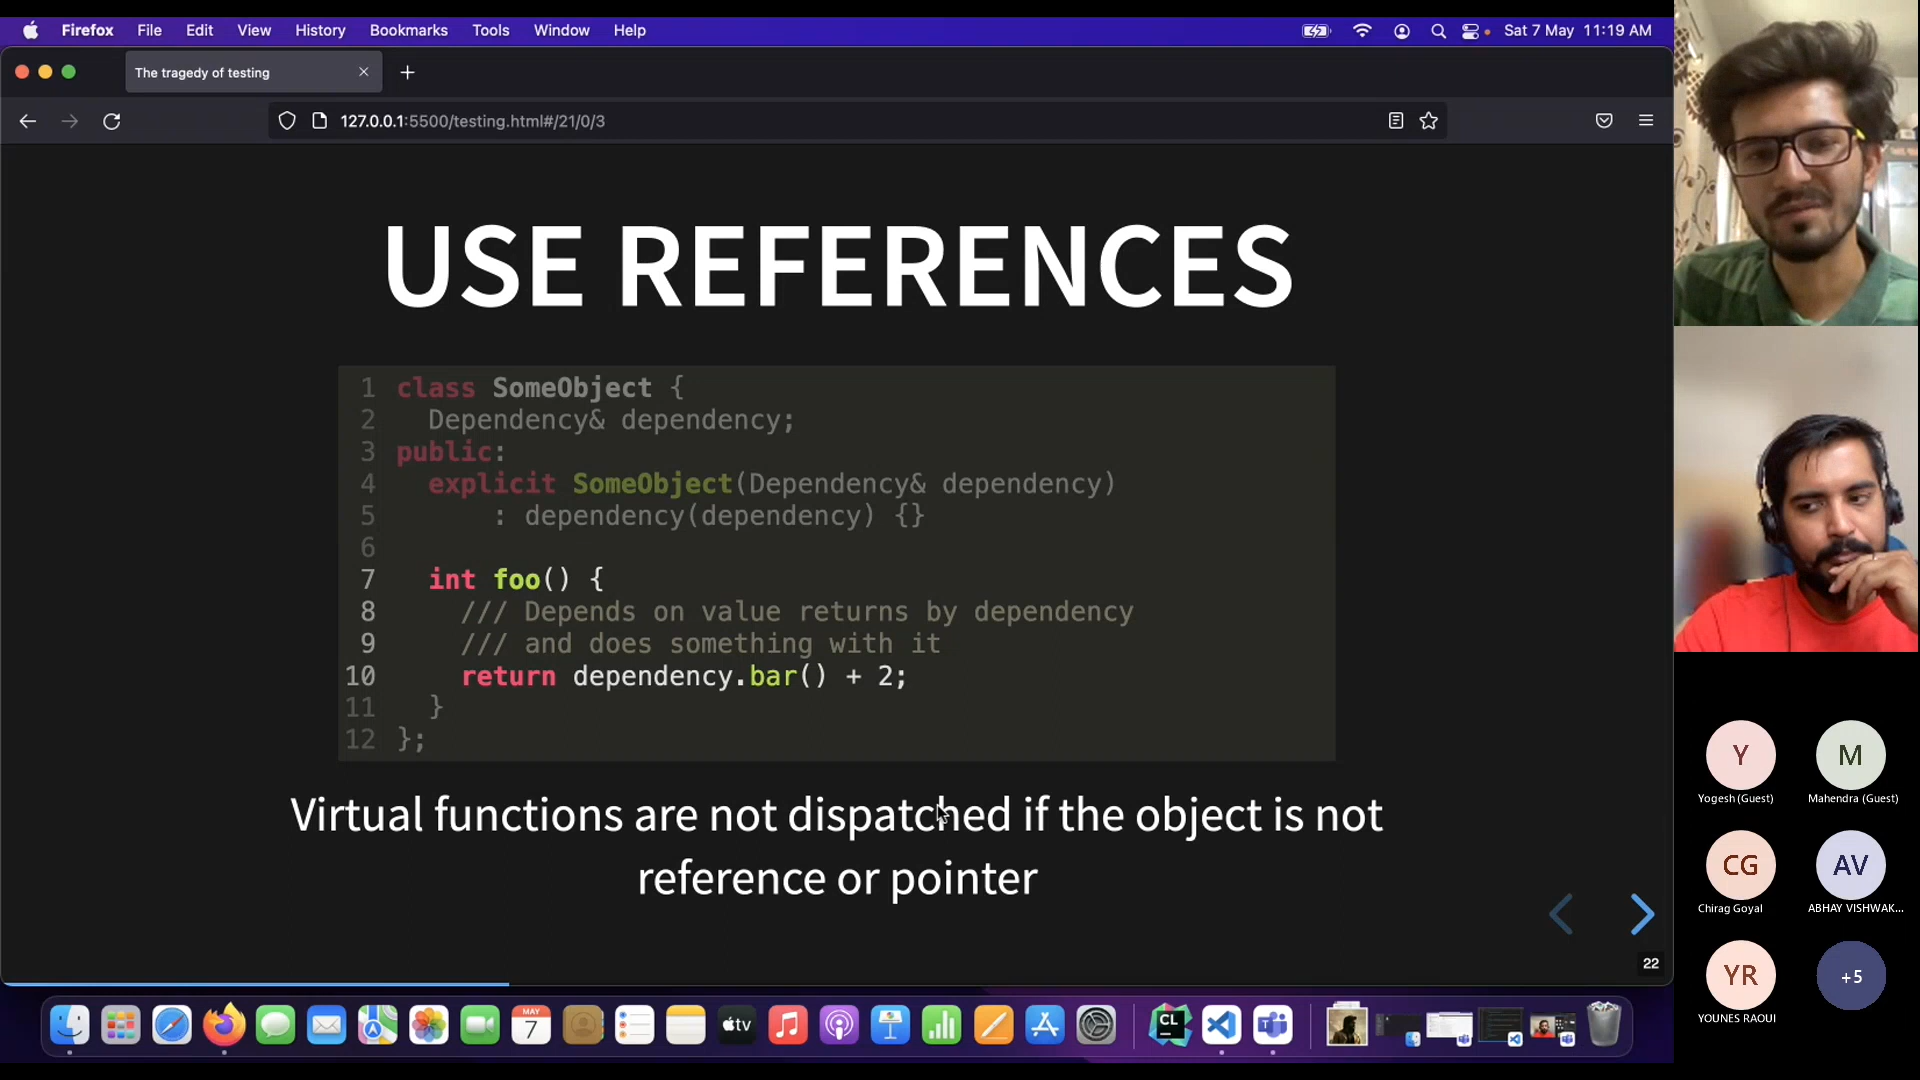 Firefox File Edit View History Bookmarks Tools Window Help Sat 7 May 11:19 AM
The tragedy of testing
127.0.0.1:5500/testing.html#/21/0/3
USE REFERENCES
1 class SomeObject {
2 Dependency& dependency;
3 public:
4 explicit SomeObject(Dependency& dependency)
5 : dependency(dependency) {}
6
7 int foo() {
8 /// Depends on value returns by dependency
9 /// and does something with it
10 return dependency.bar() + 2;
11 }
12 };
Virtual functions are not dispatched if the object is not
reference or pointer
22
Y M
Yogesh (Guest) Mahendra (Guest)
CG AV
Chirag Goyal ABHAY VISHWAK...
YR +5
YOUNES RAOUI
MAY
7
tv
CL